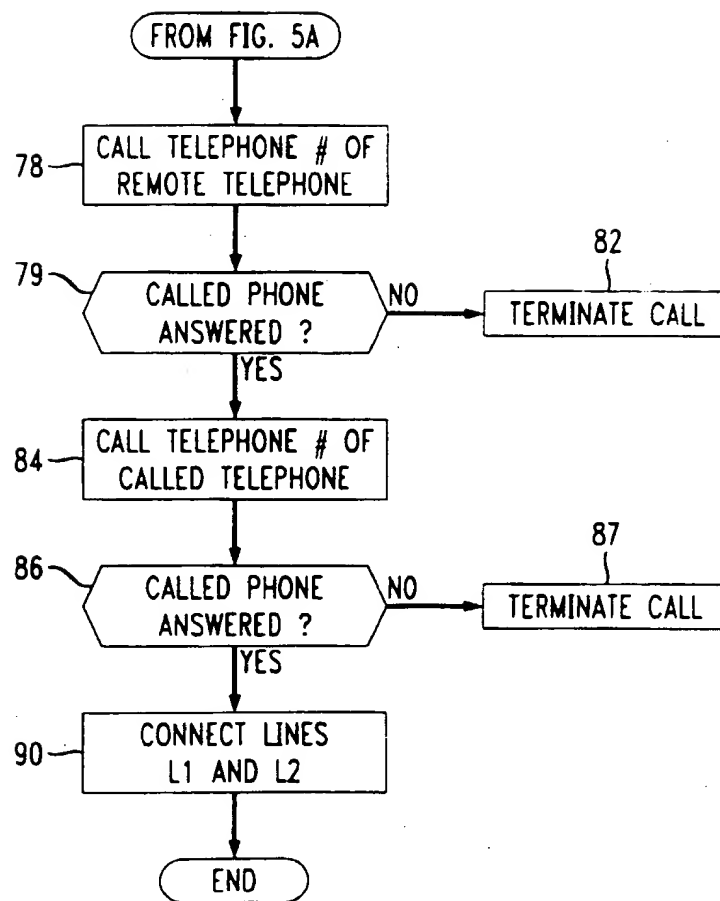 FROM FIG. 5A
78
CALL TELEPHONE # OF
REMOTE TELEPHONE
79
CALLED PHONE
ANSWERED ?
NO
82
TERMINATE CALL
YES
84
CALL TELEPHONE # OF
CALLED TELEPHONE
86
CALLED PHONE
ANSWERED ?
NO
87
TERMINATE CALL
YES
90
CONNECT LINES
L1 AND L2
END